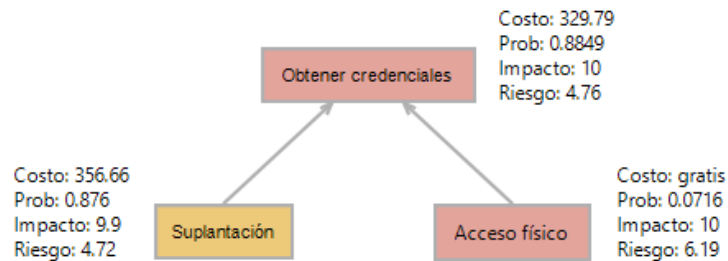 Costo: 329.79
Prob: 0.8849
Impacto: 10
Riesgo: 4.76
Obtener credenciales
Costo: 356.66
Prob: 0.876
Impacto: 9.9
Riesgo: 4.72
Suplantación
Acceso físico
Costo: gratis
Prob: 0.0716
Impacto: 10
Riesgo: 6.19